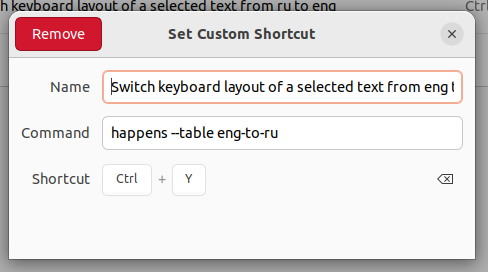 h keyboard layout of a selected text from ru to eng Ctrl
Remove Set Custom Shortcut
Name Switch keyboard layout of a selected text from eng t
Command happens --table eng-to-ru
Shortcut Ctrl + Y